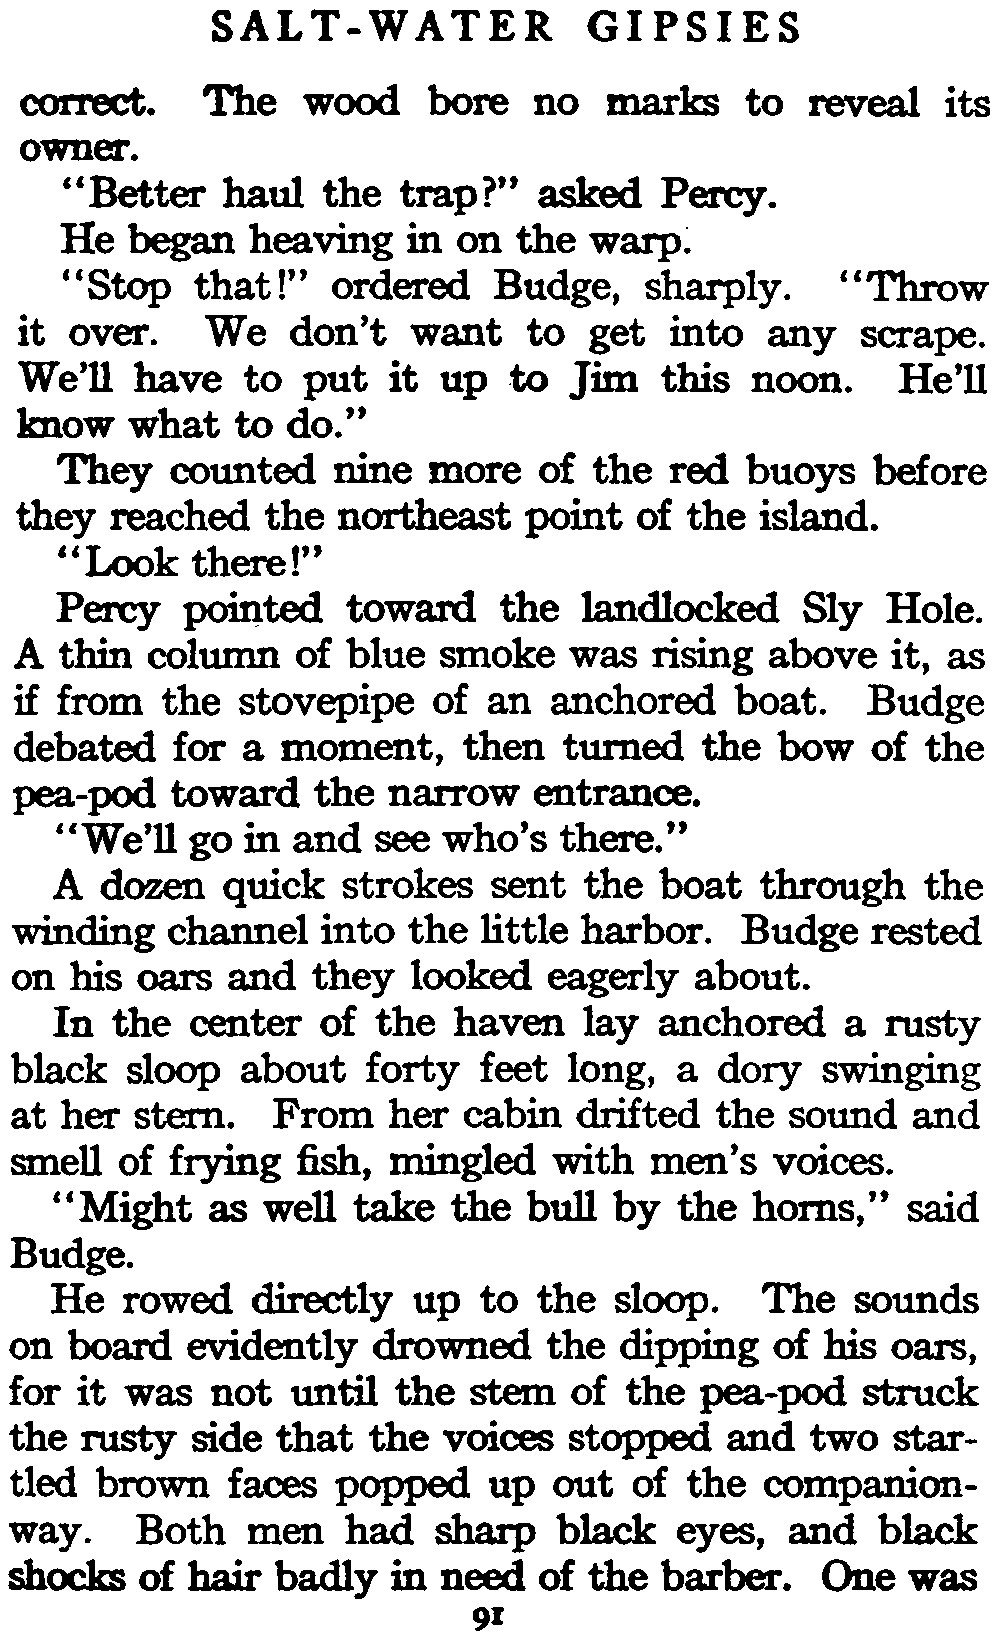 SALT-WATER GIPSIES
correct. The wood bore no marks to reveal its
owner.
"Better haul the trap?" asked Percy.
He began heaving in on the warp.
"Stop that!" ordered Budge, sharply. "Throw
it over. We don't want to get into any scrape.
We'll have to put it up to Jim this noon. He'll
know what to do."
They counted nine more of the red buoys before
they reached the northeast point of the island.
"Look there!"
Percy pointed toward the landlocked Sly Hole.
A thin column of blue smoke was rising above it, as
if from the stovepipe of an anchored boat. Budge
debated for a moment, then turned the bow of the
pea-pod toward the narrow entrance.
"We'll go in and see who's there."
A dozen quick strokes sent the boat through the
winding channel into the little harbor. Budge rested
on his oars and they looked eagerly about.
In the center of the haven lay anchored a rusty
black sloop about forty feet long, a dory swinging
at her stern. From her cabin drifted the sound and
smell of frying fish, mingled with men's voices.
"Might as well take the bull by the horns," said
Budge.
He rowed directly up to the sloop. The sounds
on board evidently drowned the dipping of his oars,
for it was not until the stem of the pea-pod struck
the rusty side that the voices stopped and two star-
tled brown faces popped up out of the companion-
way. Both men had sharp black eyes, and black
shocks of hair badly in need of the barber. One was
91